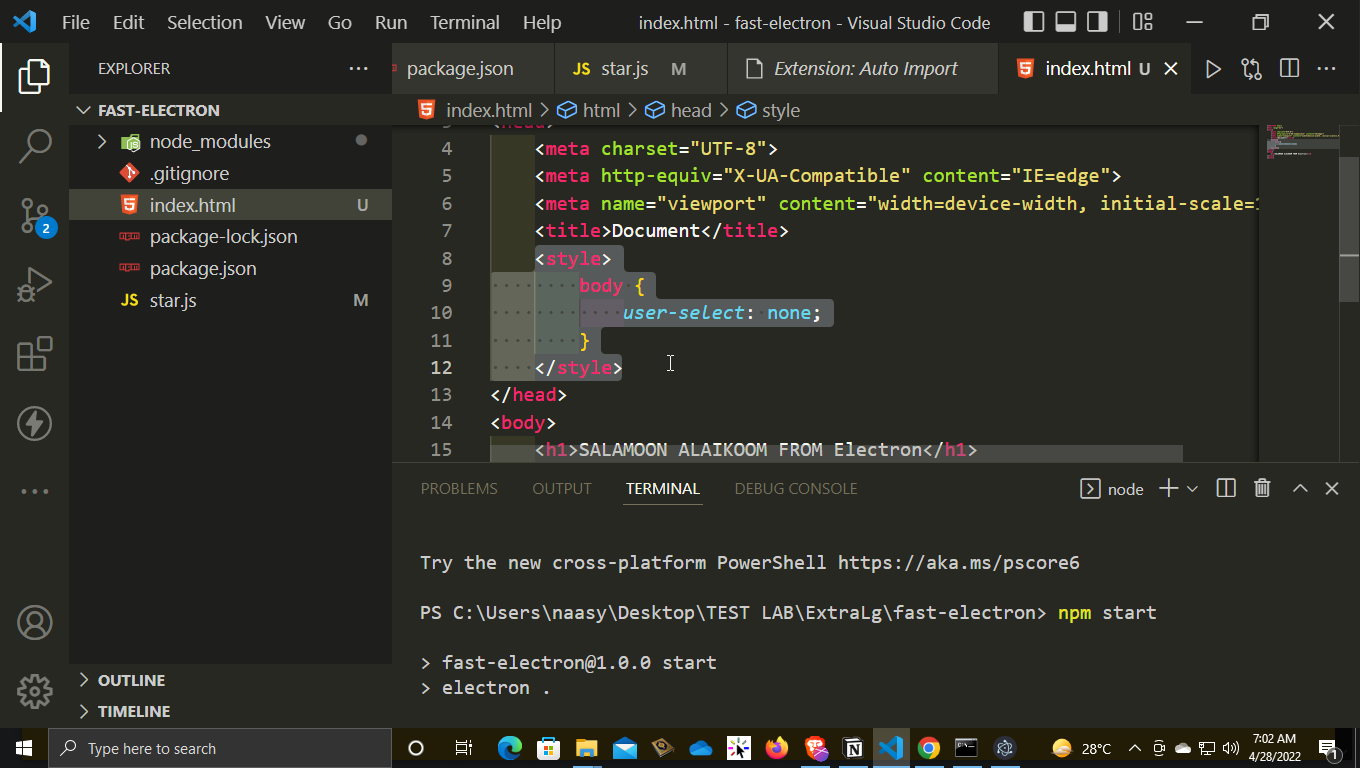 File Edit Selection View Go Run Terminal Help index.html - fast-electron - Visual Studio Code
EXPLORER
package.json
JS star.js M
Extension: Auto Import
index.html U
FAST-ELECTRON
node_modules
.gitignore
index.html U
package-lock.json
package.json
JS star.js M
OUTLINE
TIMELINE
2
index.html > html > head > style
4 <meta charset="UTF-8">
5 <meta http-equiv="X-UA-Compatible" content="IE=edge">
6 <meta name="viewport" content="width=device-width, initial-scale=1
7 <title>Document</title>
8 <style>
9 body {
10 user-select: none;
11 }
12 </style>
13 </head>
14 <body>
15 <h1>SALAMOON ALAIKOOM FROM Electron</h1>
PROBLEMS OUTPUT TERMINAL DEBUG CONSOLE node
Try the new cross-platform PowerShell https://aka.ms/pscore6
PS C:\Users\naasy\Desktop\TEST LAB\ExtraLg\fast-electron> npm start
> fast-electron@1.0.0 start
> electron .
Type here to search
28°C
7:02 AM
4/28/2022
1